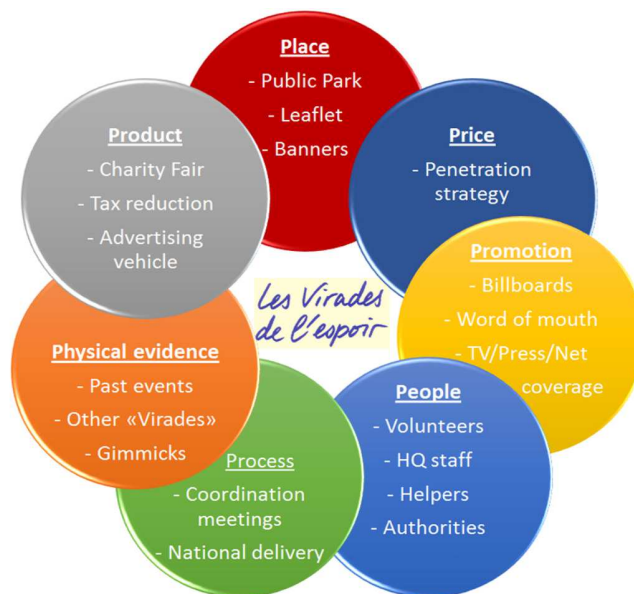 Place
- Public Park
- Leaflet
- Banners
Price
- Penetration
strategy
Promotion
- Billboards
- Word of mouth
- TV/Press/Net
coverage
People
- Volunteers
- HQ staff
- Helpers
- Authorities
Process
- Coordination
meetings
- National delivery
Physical evidence
- Past events
- Other «Virades»
- Gimmicks
Product
- Charity Fair
- Tax reduction
- Advertising
vehicle
Les Virades
de l'espoir